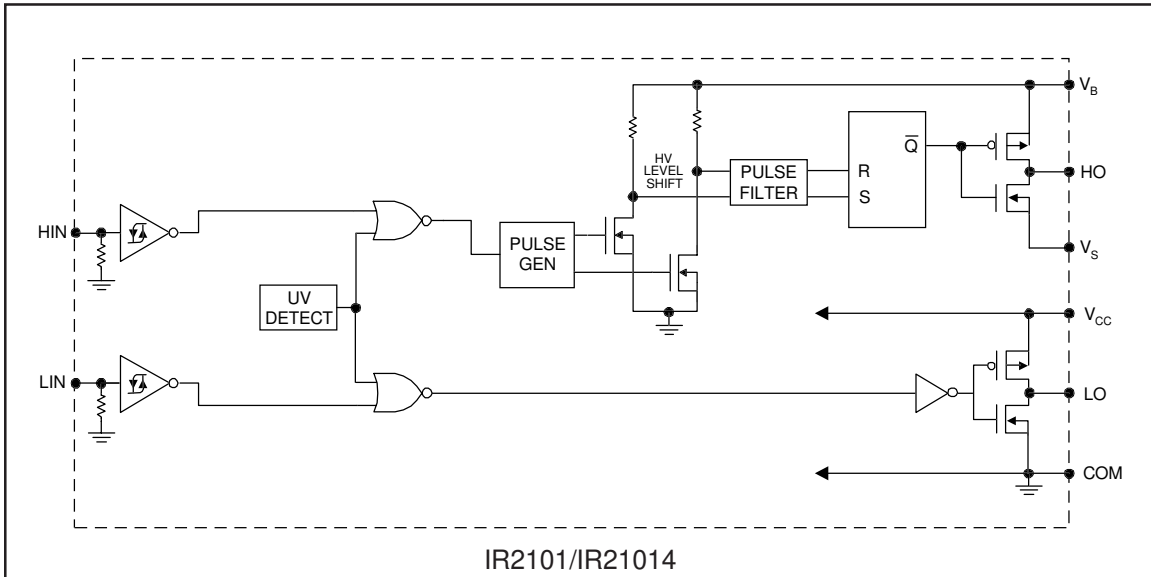 V_B
Q̅
HV
LEVEL
SHIFT
PULSE
FILTER
R
S
HO
HIN
PULSE
GEN
V_S
UV
DETECT
V_CC
LIN
LO
COM
IR2101/IR21014